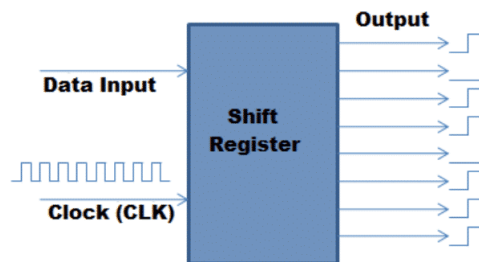 Output
Data Input
Shift
Register
Clock (CLK)